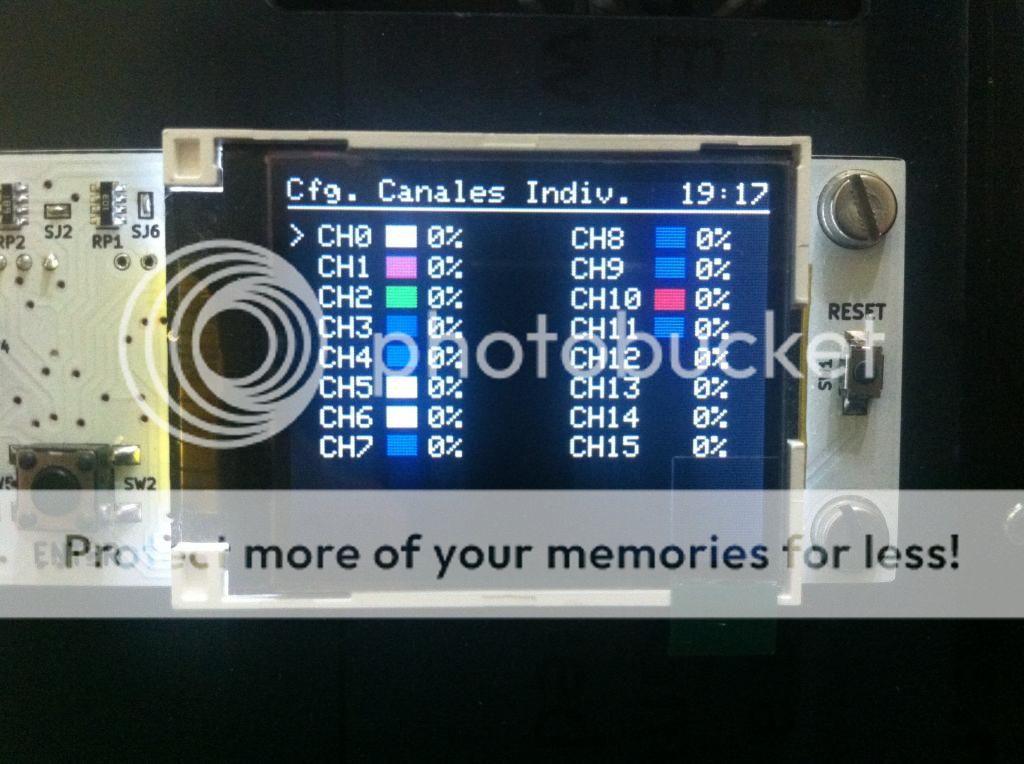 Cfg. Canales Indiv. 19:17
> CH0 0% CH8 0%
CH1 0% CH9 0%
CH2 0% CH10 0%
CH3 0% CH11 0%
CH4 0% CH12 0%
CH5 0% CH13 0%
CH6 0% CH14 0%
CH7 0% CH15 0%
RP2 SJ2 RP1 SJ6
SW2
RESET
photobucket
Protect more of your memories for less!